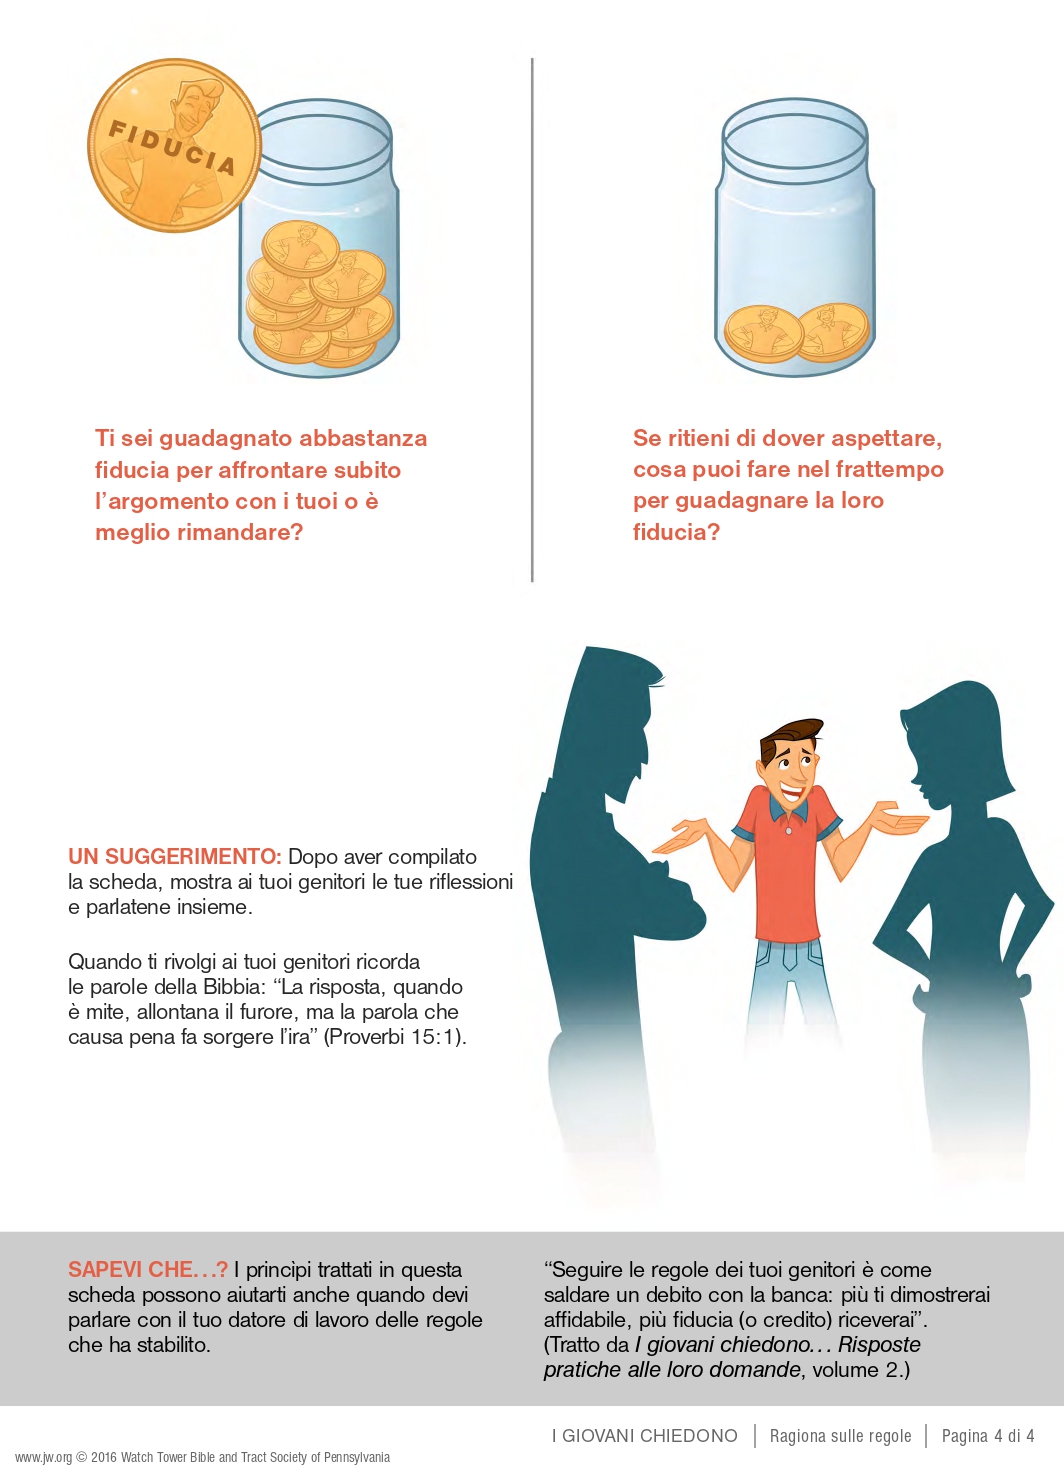 FIDUCIA
Ti sei guadagnato abbastanza
fiducia per affrontare subito
l’argomento con i tuoi o è
meglio rimandare?
Se ritieni di dover aspettare,
cosa puoi fare nel frattempo
per guadagnare la loro
fiducia?
UN SUGGERIMENTO: Dopo aver compilato
la scheda, mostra ai tuoi genitori le tue riflessioni
e parlatene insieme.
Quando ti rivolgi ai tuoi genitori ricorda
le parole della Bibbia: “La risposta, quando
è mite, allontana il furore, ma la parola che
causa pena fa sorgere l’ira” (Proverbi 15:1).
SAPEVI CHE...? I principi trattati in questa
scheda possono aiutarti anche quando devi
parlare con il tuo datore di lavoro delle regole
che ha stabilito.
“Seguire le regole dei tuoi genitori è come
saldare un debito con la banca: più ti dimostrerai
affidabile, più fiducia (o credito) riceverai”.
(Tratto da I giovani chiedono... Risposte
pratiche alle loro domande, volume 2.)
I GIOVANI CHIEDONO | Ragiona sulle regole | Pagina 4 di 4
www.jw.org © 2016 Watch Tower Bible and Tract Society of Pennsylvania